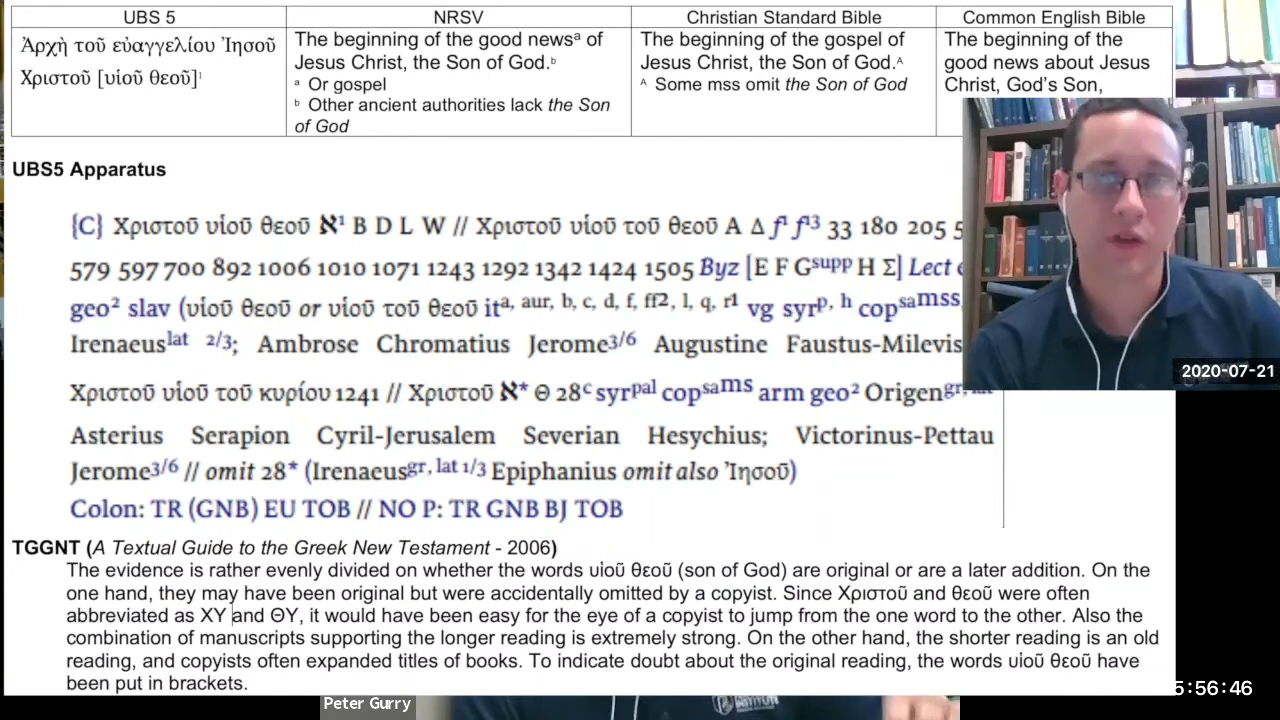 UBS 5
NRSV
Christian Standard Bible
Common English Bible
Ἀρχὴ τοῦ εὐαγγελίου Ἰησοῦ
Χριστοῦ [υἱοῦ θεοῦ]¹
The beginning of the good newsᵃ of
Jesus Christ, the Son of God.ᵇ
ᵃ Or gospel
ᵇ Other ancient authorities lack the Son
of God
The beginning of the gospel of
Jesus Christ, the Son of God.ᴬ
ᴬ Some mss omit the Son of God
The beginning of the
good news about Jesus
Christ, God’s Son,
UBS5 Apparatus
{C} Χριστοῦ υἱοῦ θεοῦ ℵ¹ B D L W // Χριστοῦ υἱοῦ τοῦ θεοῦ A Δ f¹ f¹³ 33 180 205
579 597 700 892 1006 1010 1071 1243 1292 1342 1424 1505 Byz [E F Gsupp H Σ] Lect
geo² slav (υἱοῦ θεοῦ or υἱοῦ τοῦ θεοῦ ita, aur, b, c, d, f, ff2, l, q, r1 vg syrp, h copsamss
Irenaeuslat 2/3; Ambrose Chromatius Jerome3/6 Augustine Faustus-Milevis
Χριστοῦ υἱοῦ τοῦ κυρίου 1241 // Χριστοῦ ℵ* Θ 28ᶜ syrpal copsams arm geo² Origengr,
Asterius Serapion Cyril-Jerusalem Severian Hesychius; Victorinus-Pettau
Jerome3/6 // omit 28* (Irenaeusgr, lat 1/3 Epiphanius omit also Ἰησοῦ)
Colon: TR (GNB) EU TOB // NO P: TR GNB BJ TOB
2020-07-21
TGGNT (A Textual Guide to the Greek New Testament - 2006)
The evidence is rather evenly divided on whether the words υἱοῦ θεοῦ (son of God) are original or are a later addition. On the
one hand, they may have been original but were accidentally omitted by a copyist. Since Χριστοῦ and θεοῦ were often
abbreviated as ΧΥ and ΘΥ, it would have been easy for the eye of a copyist to jump from the one word to the other. Also the
combination of manuscripts supporting the longer reading is extremely strong. On the other hand, the shorter reading is an old
reading, and copyists often expanded titles of books. To indicate doubt about the original reading, the words υἱοῦ θεοῦ have
been put in brackets.
5:56:46
Peter Gurry